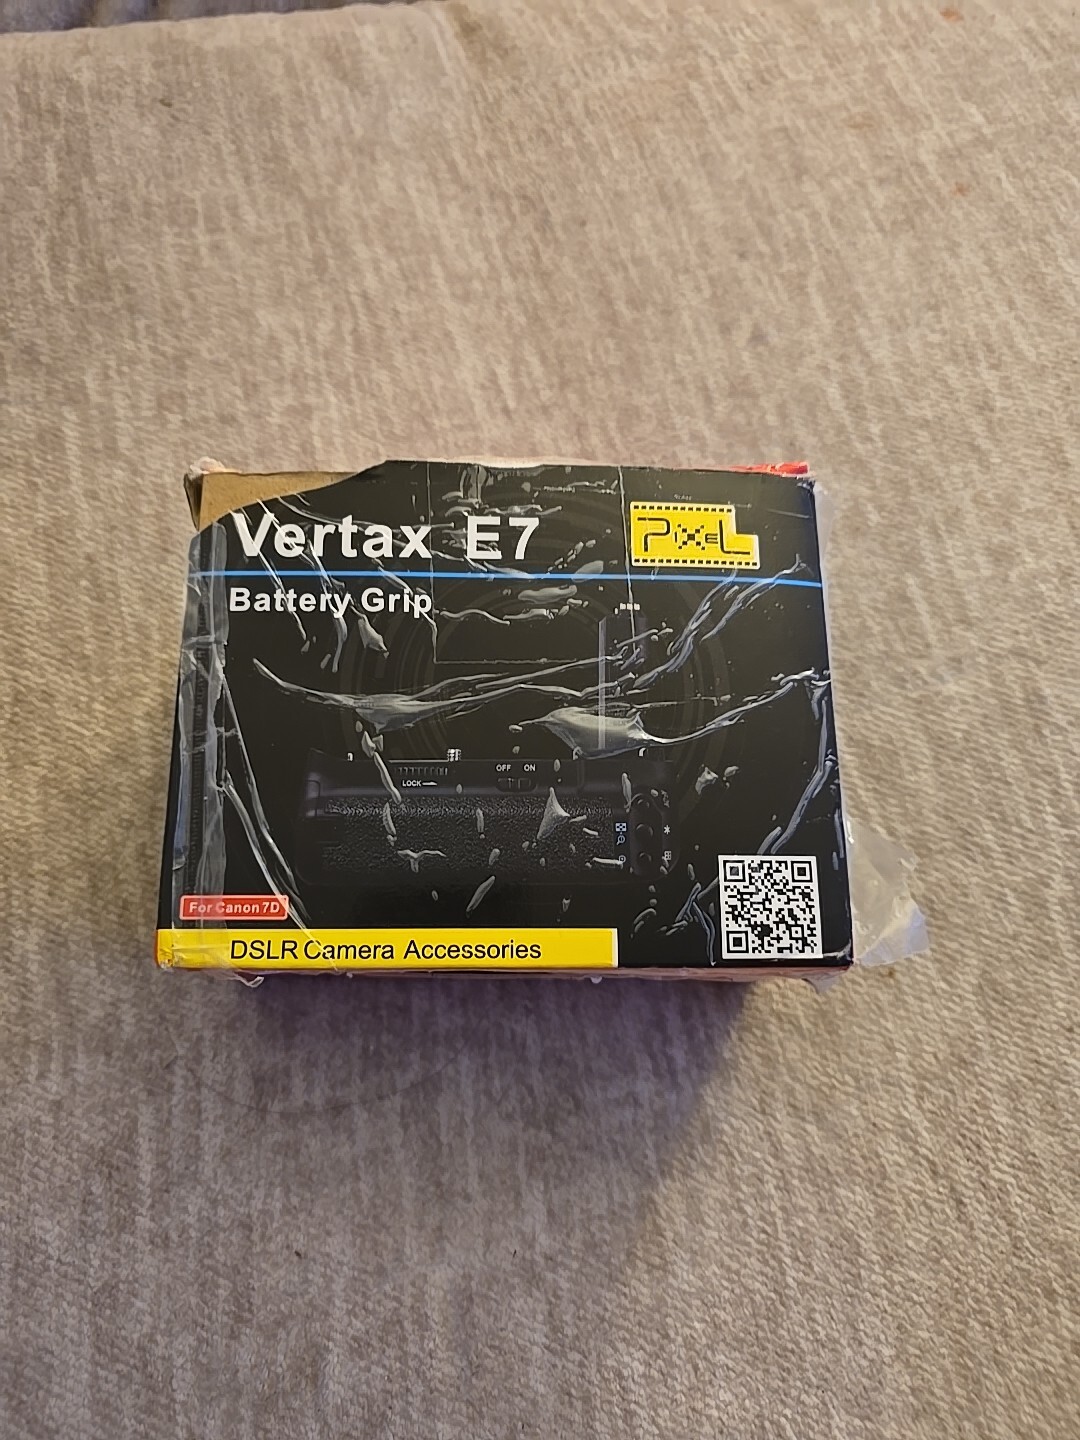 Vertax E7
PIXEL
Battery Grip
OFF ON
LOCK
For Canon 7D
DSLR Camera Accessories